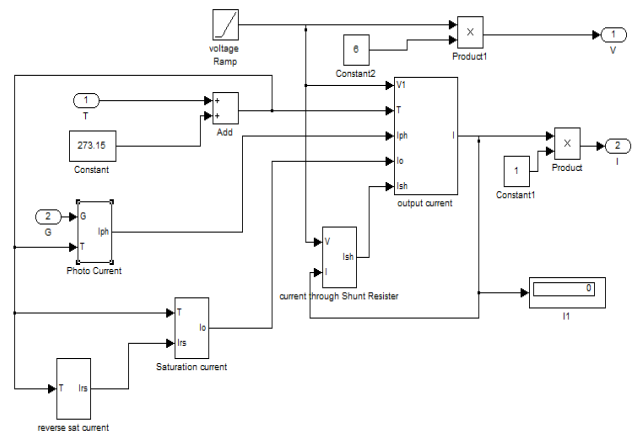 voltage
Ramp
6
Constant2
X
Product1
1
V
1
T
+
+
Add
273.15
Constant
V1
T
Iph
Io
Ish
I
output current
1
Constant1
X
Product
2
I
2
G
G
T
Iph
Photo Current
V
I
Ish
current through Shunt Resister
0
I1
T
Irs
Io
Saturation current
T
Irs
reverse sat current